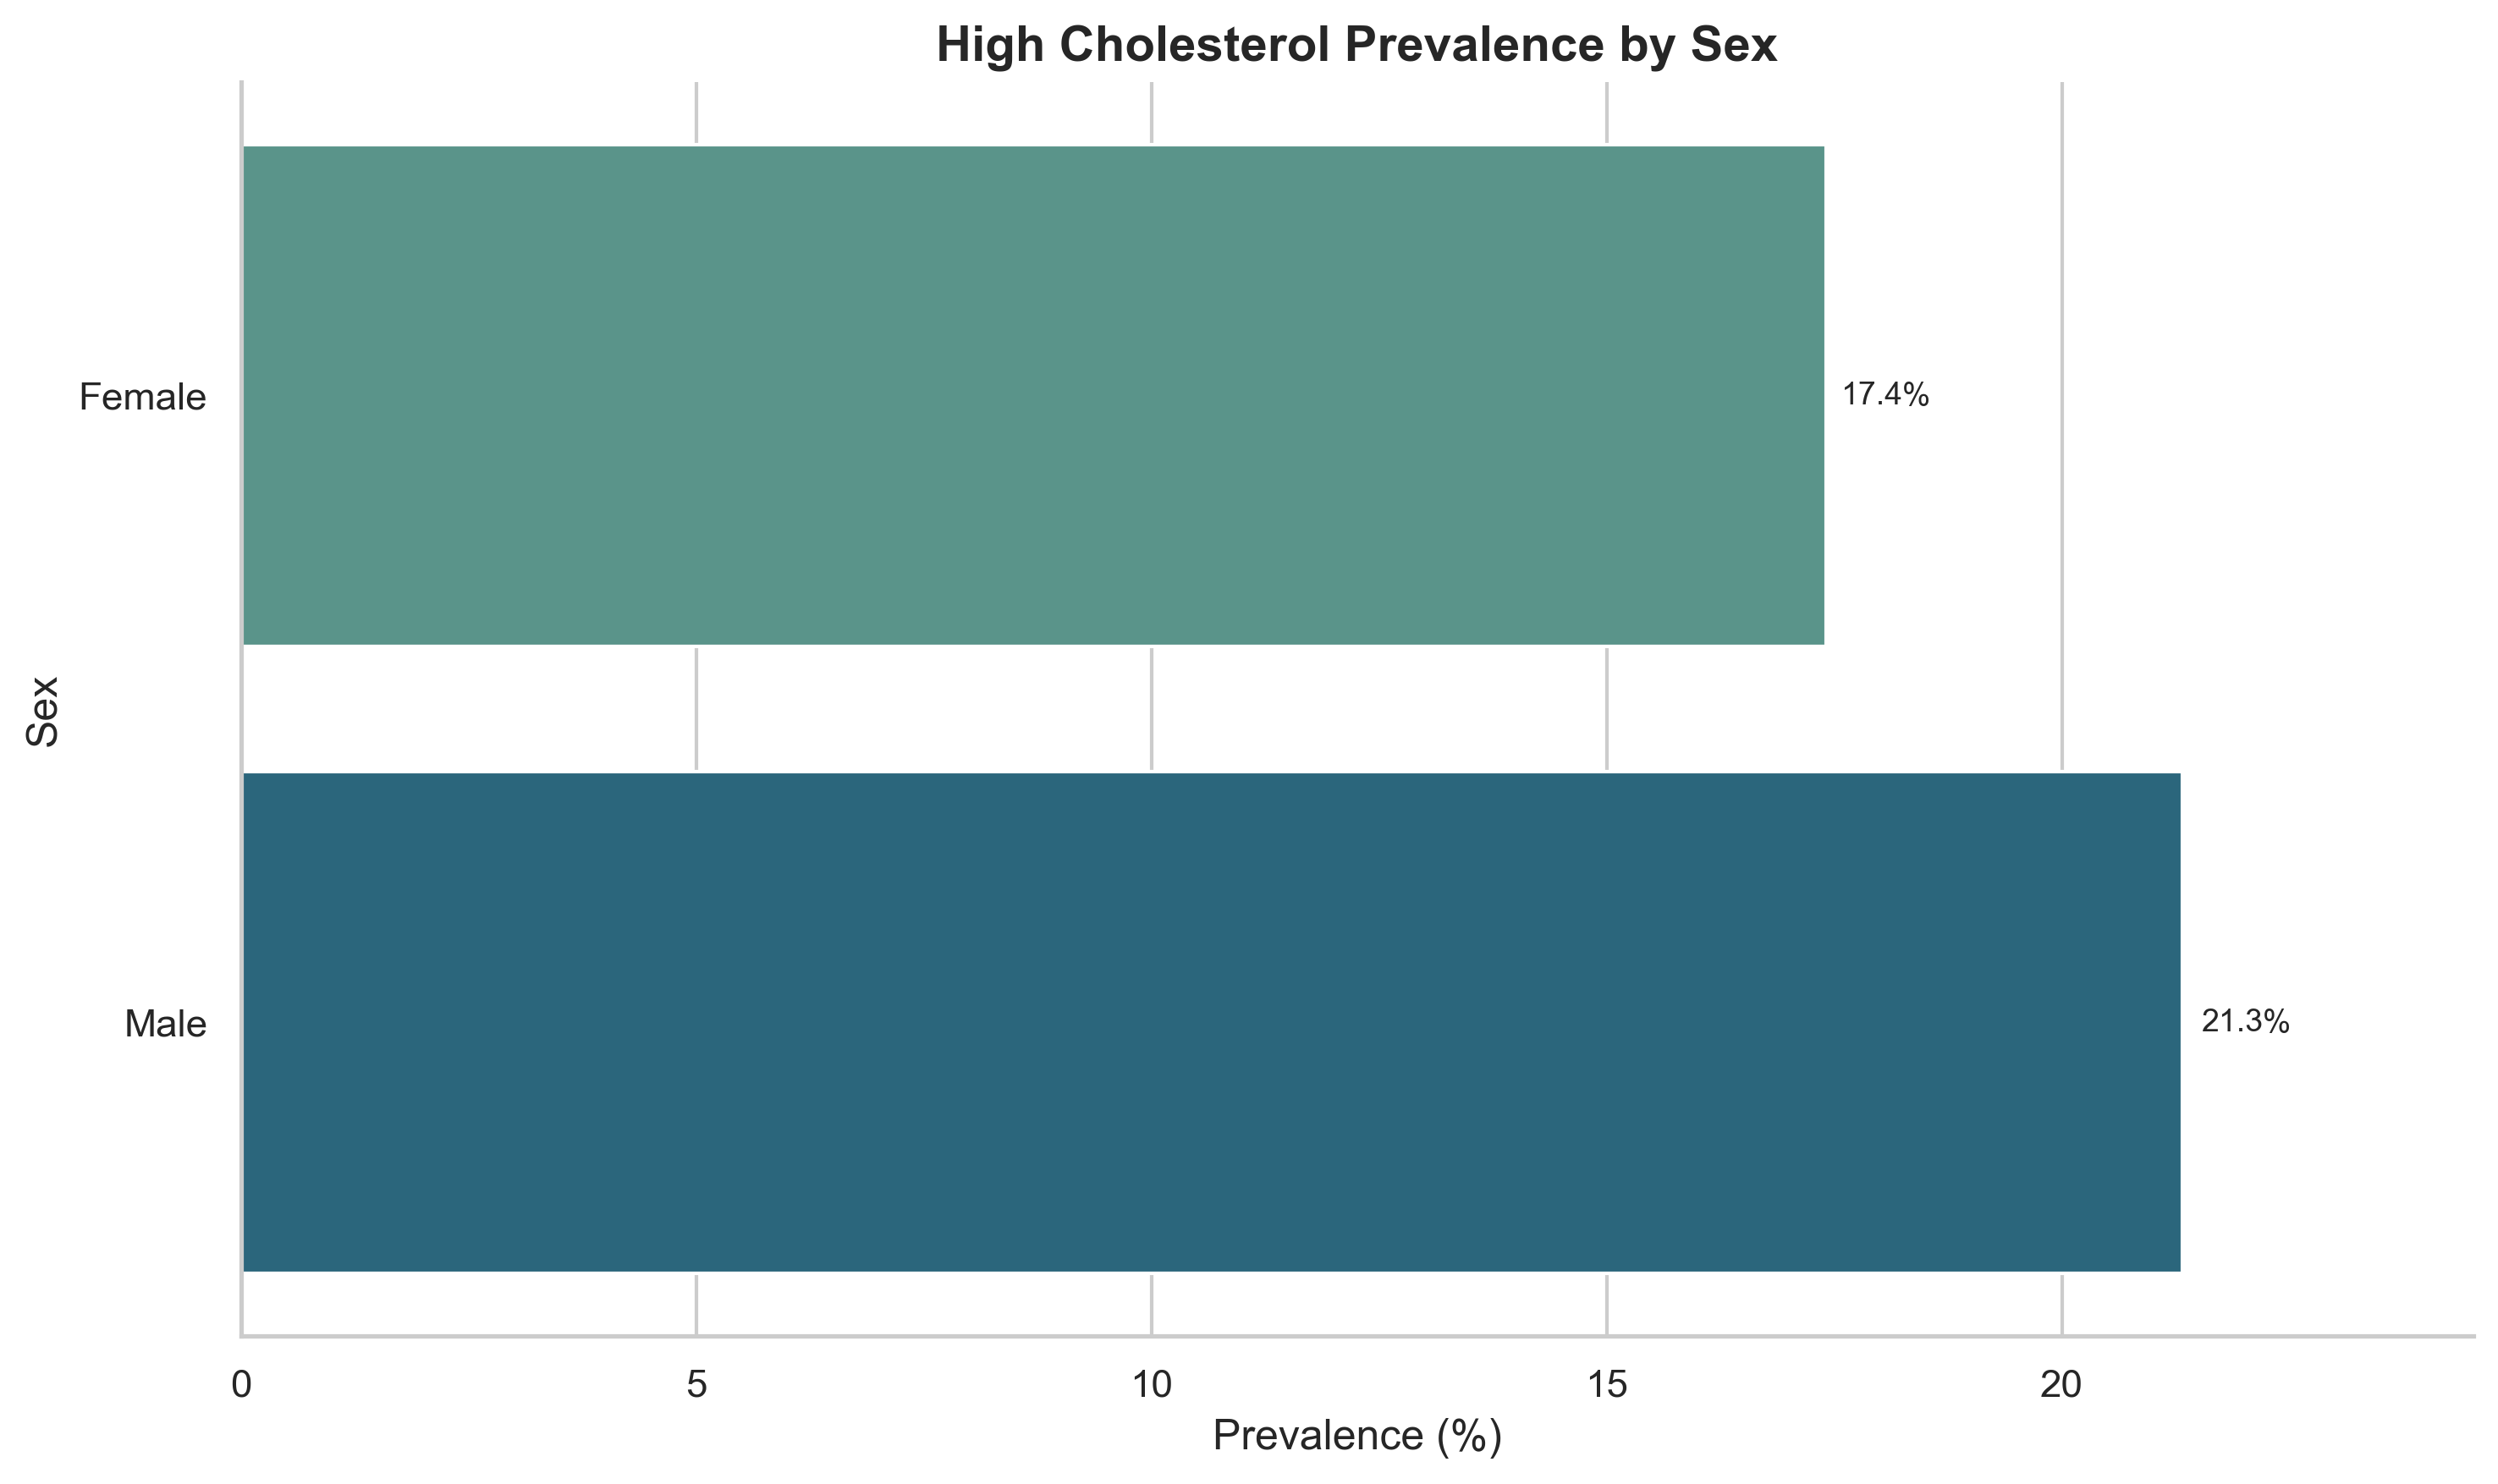 High Cholesterol Prevalence by Sex
Female
17.4%
Sex
Male
21.3%
0 5 10 15 20
Prevalence (%)